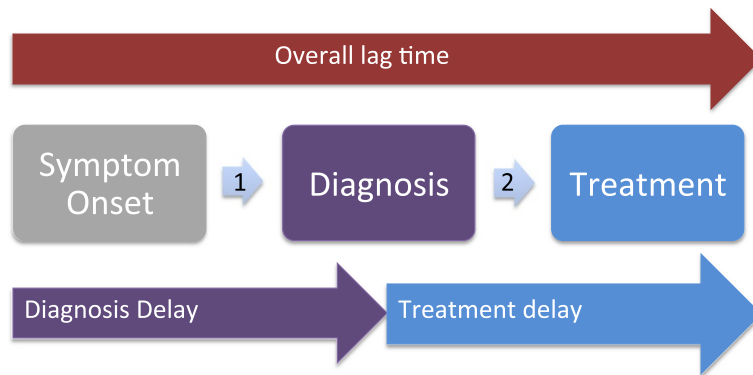 Overall lag time
Symptom
Onset
1
Diagnosis
2
Treatment
Diagnosis Delay
Treatment delay